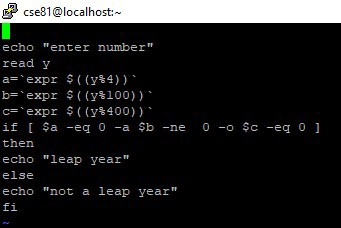 cse81@localhost:~
echo "enter number"
read y
a=`expr $((y%4))`
b=`expr $((y%100))`
c=`expr $((y%400))`
if [ $a -eq 0 -a $b -ne  0 -o $c -eq 0 ]
then
echo "leap year"
else
echo "not a leap year"
fi
~